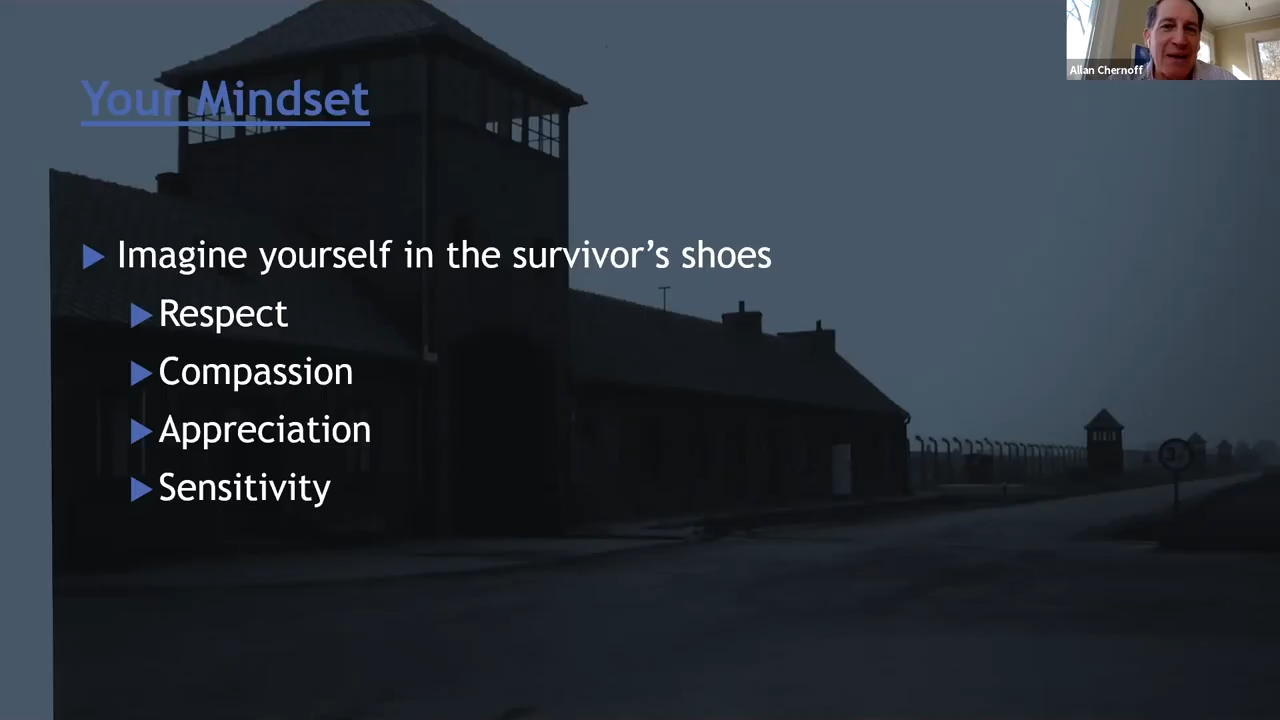 Allan Chernoff
Your Mindset
Imagine yourself in the survivor’s shoes
Respect
Compassion
Appreciation
Sensitivity